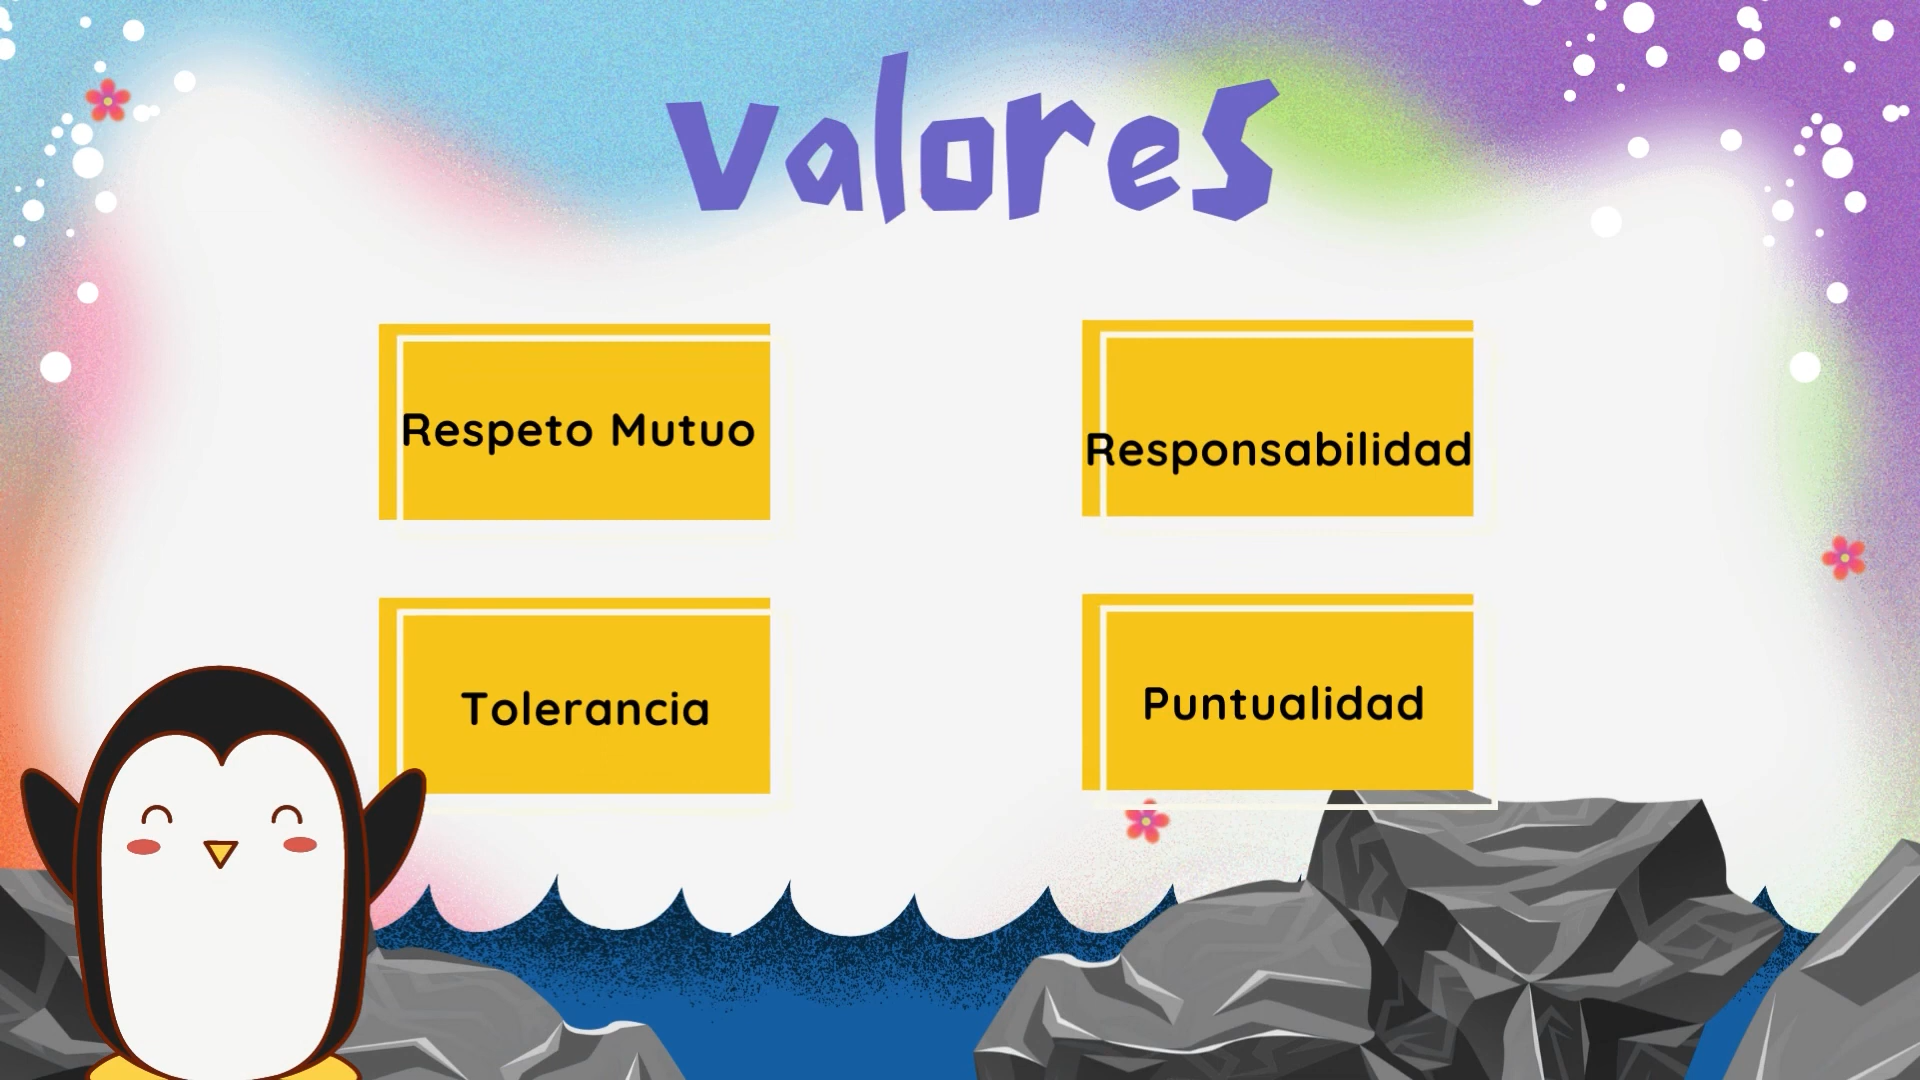 valores
Respeto Mutuo
Responsabilidad
Tolerancia
Puntualidad